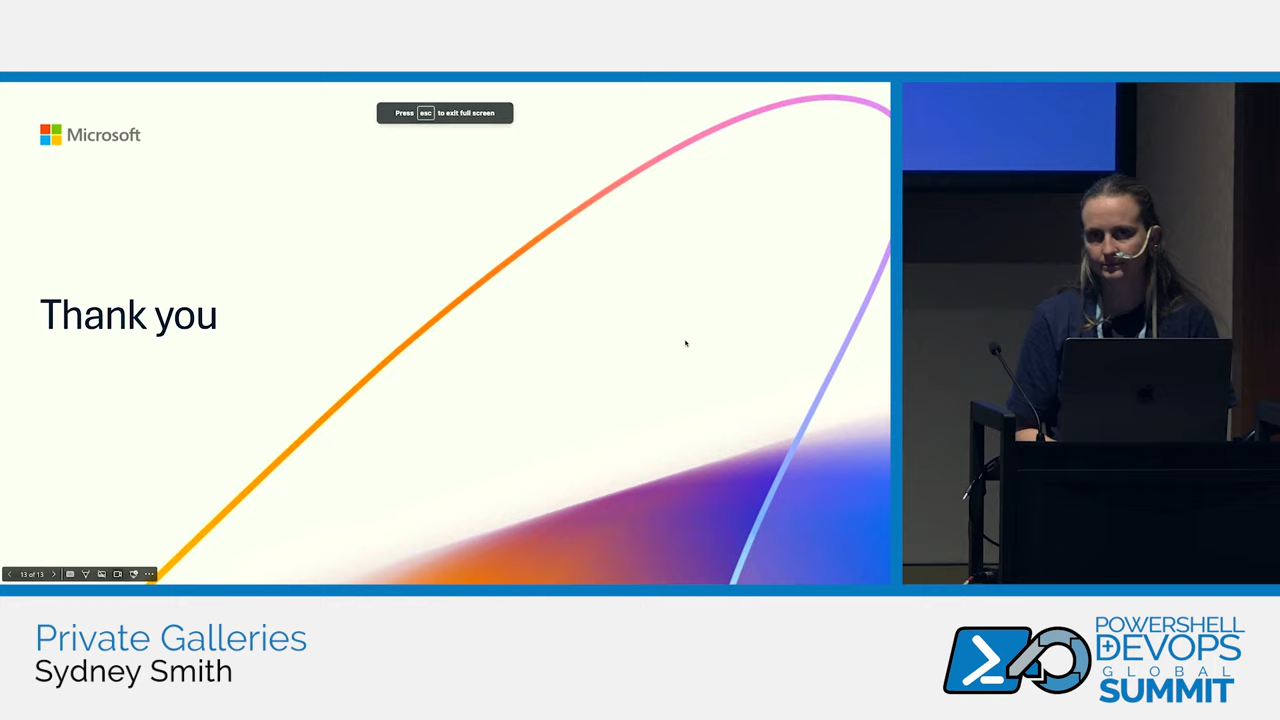 Microsoft
Press esc to exit full screen
Thank you
13 of 13
Private Galleries
Sydney Smith
POWERSHELL
DEVOPS
GLOBAL
SUMMIT